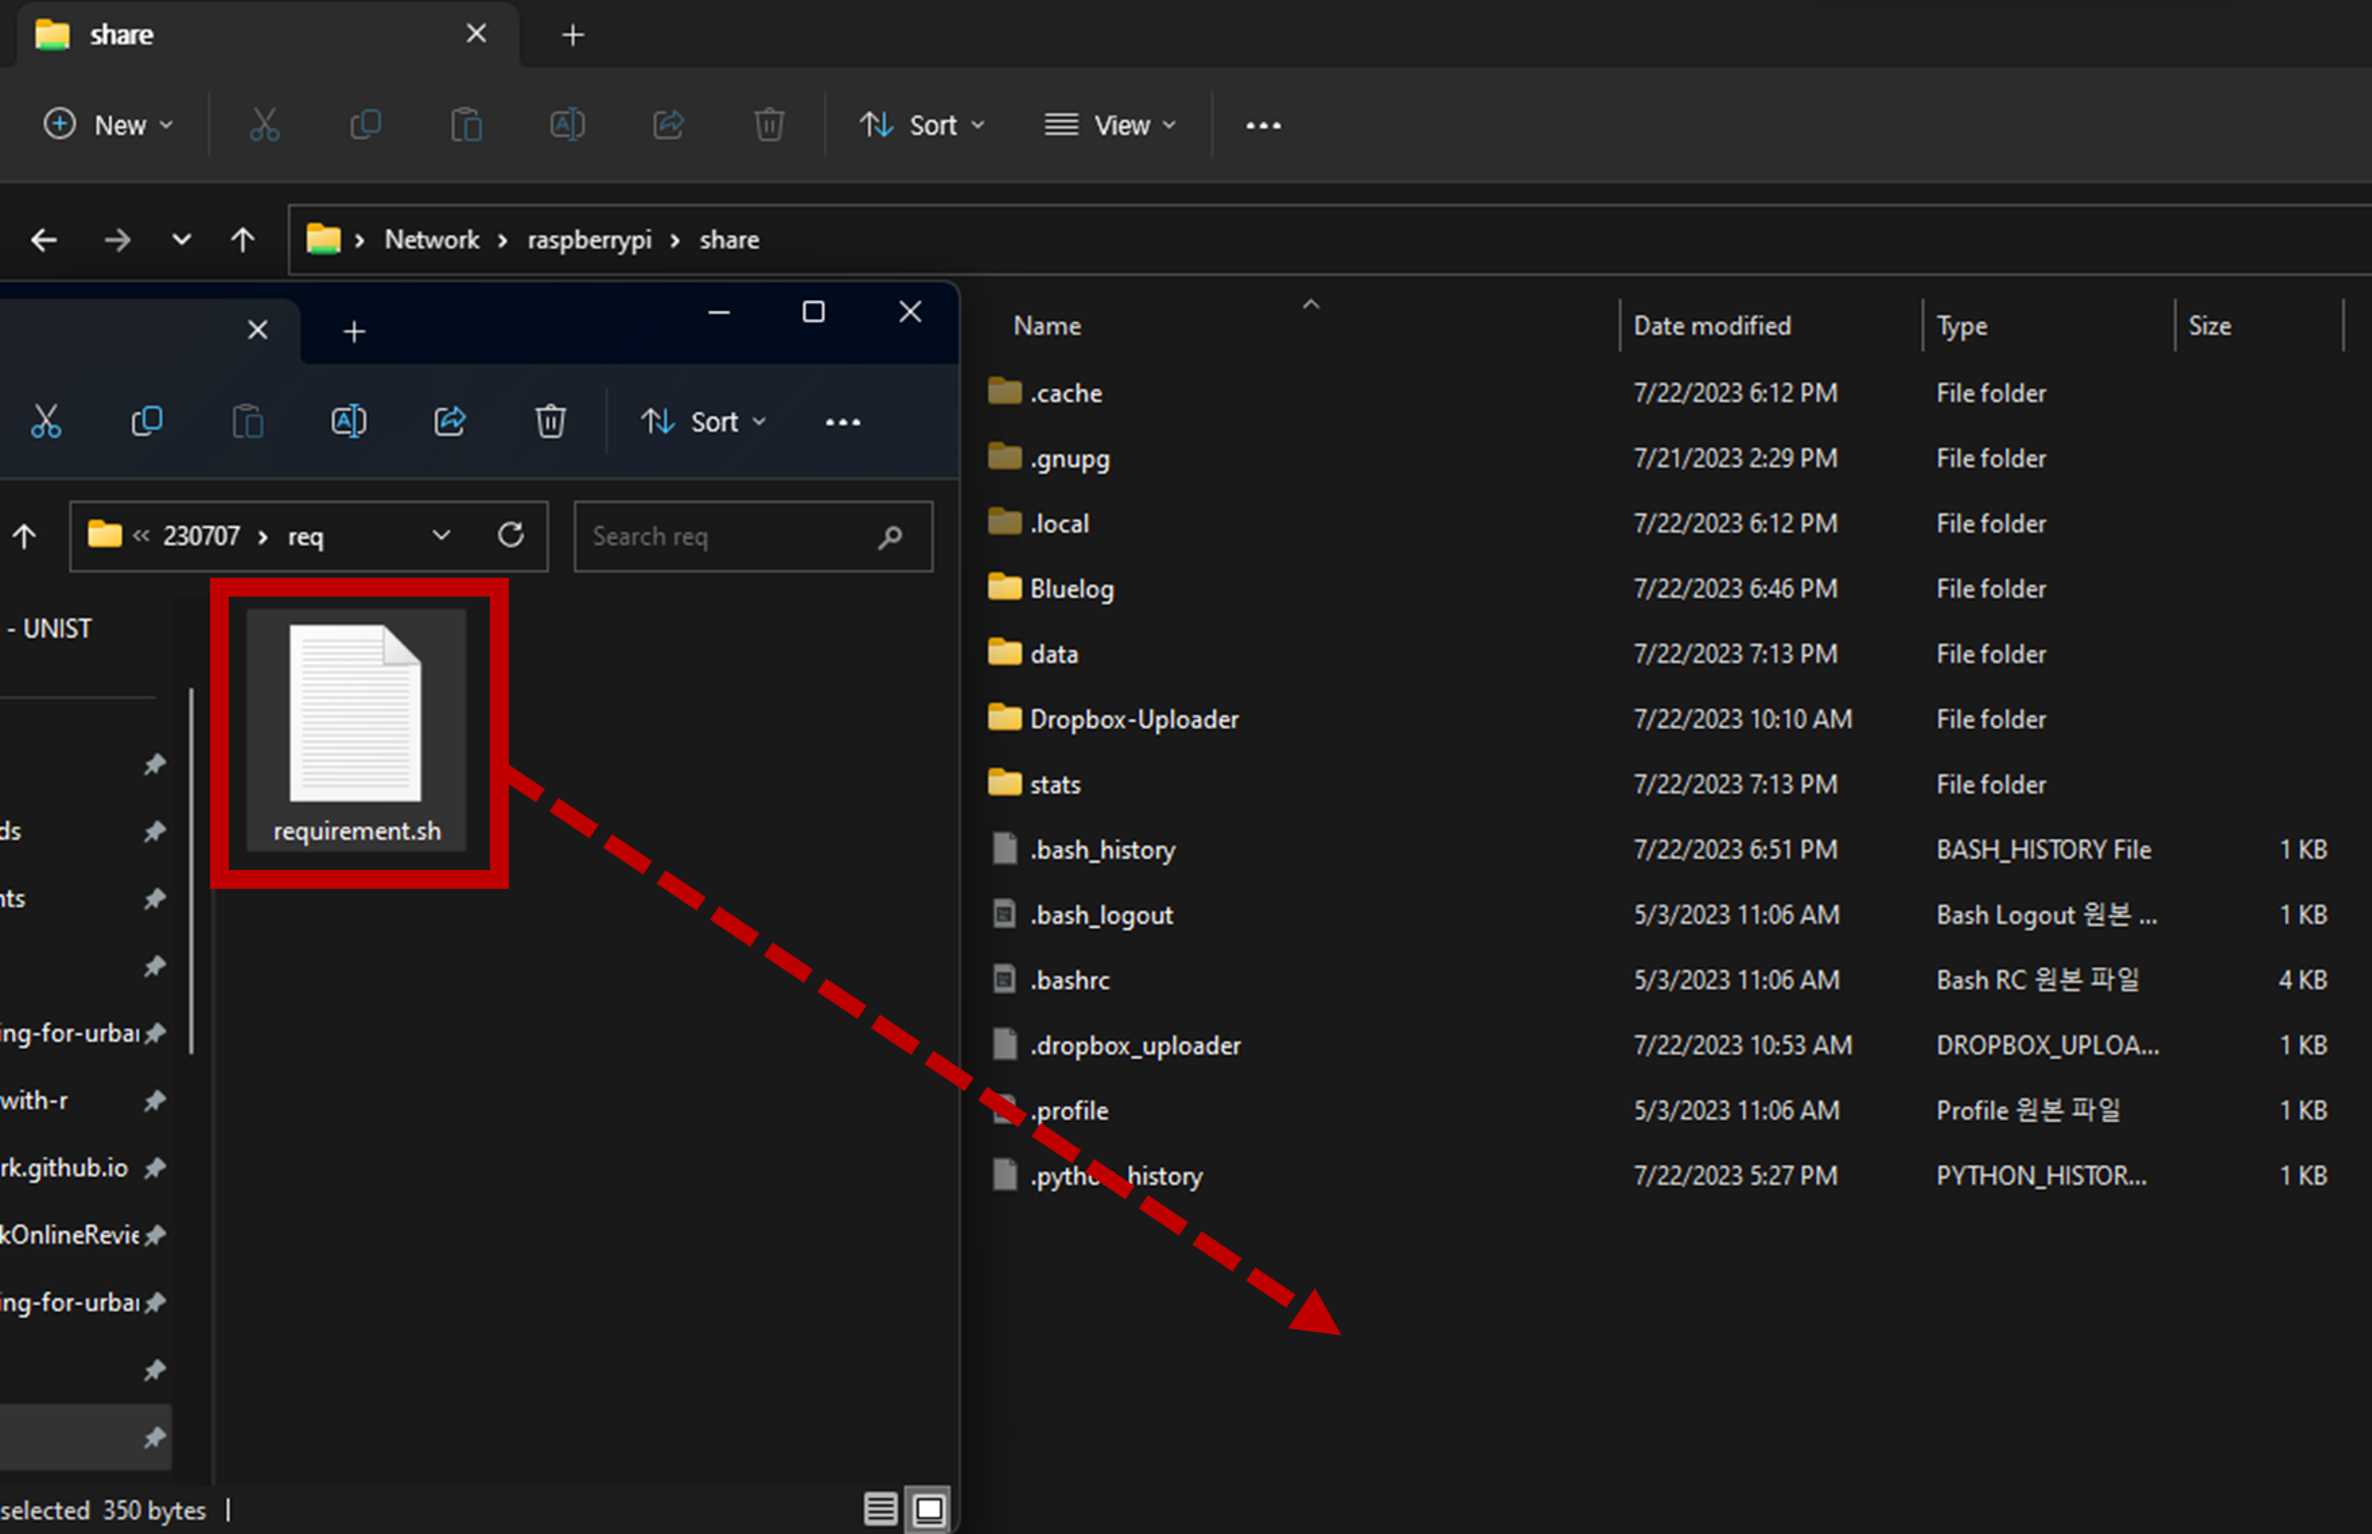 share
New
Sort
View
Network
raspberrypi
share
Sort
« 230707
req
Search req
- UNIST
ds
nts
ing-for-urbar
with-r
rk.github.io
kOnlineRevie
ing-for-urbar
requirement.sh
selected 350 bytes
Name Date modified Type Size
.cache 7/22/2023 6:12 PM File folder
.gnupg 7/21/2023 2:29 PM File folder
.local 7/22/2023 6:12 PM File folder
Bluelog 7/22/2023 6:46 PM File folder
data 7/22/2023 7:13 PM File folder
Dropbox-Uploader 7/22/2023 10:10 AM File folder
stats 7/22/2023 7:13 PM File folder
.bash_history 7/22/2023 6:51 PM BASH_HISTORY File 1 KB
.bash_logout 5/3/2023 11:06 AM Bash Logout 원본 ... 1 KB
.bashrc 5/3/2023 11:06 AM Bash RC 원본 파일 4 KB
.dropbox_uploader 7/22/2023 10:53 AM DROPBOX_UPLOA... 1 KB
.profile 5/3/2023 11:06 AM Profile 원본 파일 1 KB
.python_history 7/22/2023 5:27 PM PYTHON_HISTOR... 1 KB